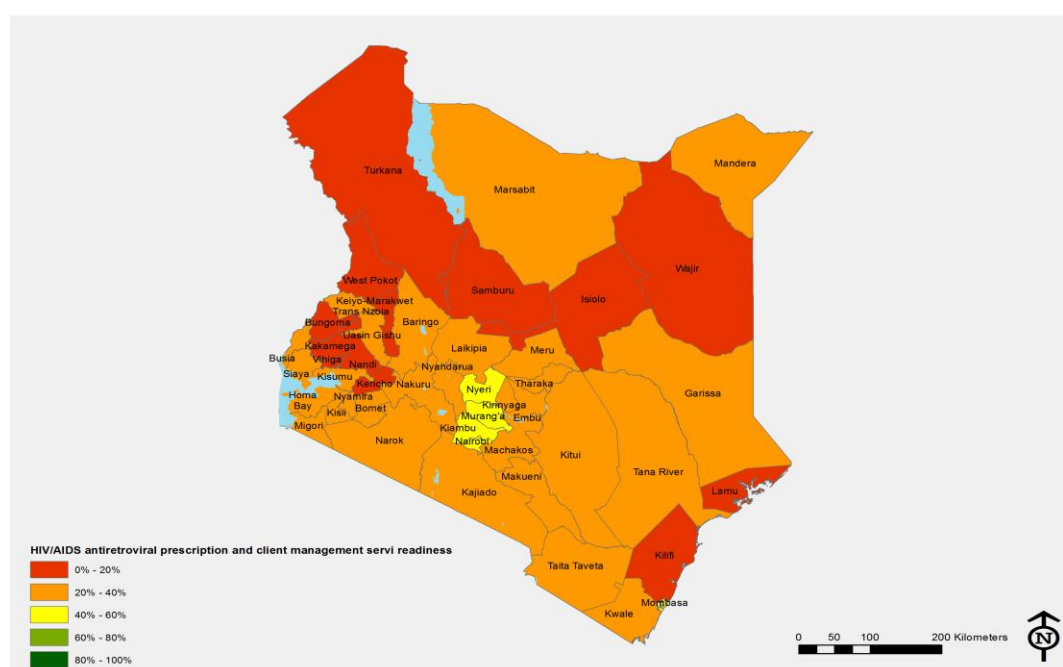 Turkana
Marsabit
Mandera
Wajir
West Pokot
Samburu
Isiolo
Keiyo-Marakwet
Trans Nzoia
Bungoma
Baringo
Uasin Gishu
Kakamega
Laikipia
Meru
Busia
Vihiga
Nandi
Nyandarua
Siaya
Kisumu
Kericho
Nakuru
Nyeri
Tharaka
Garissa
Homa
Bay
Nyamira
Kirinyaga
Kisii
Bomet
Murang'a
Embu
Migori
Kiambu
Narok
Nairobi
Machakos
Kitui
Tana River
Makueni
Kajiado
Lamu
Kilifi
Taita Taveta
Mombasa
Kwale
HIV/AIDS antiretroviral prescription and client management servi readiness
0% - 20%
20% - 40%
40% - 60%
60% - 80%
80% - 100%
0 50 100 200 Kilometers
N